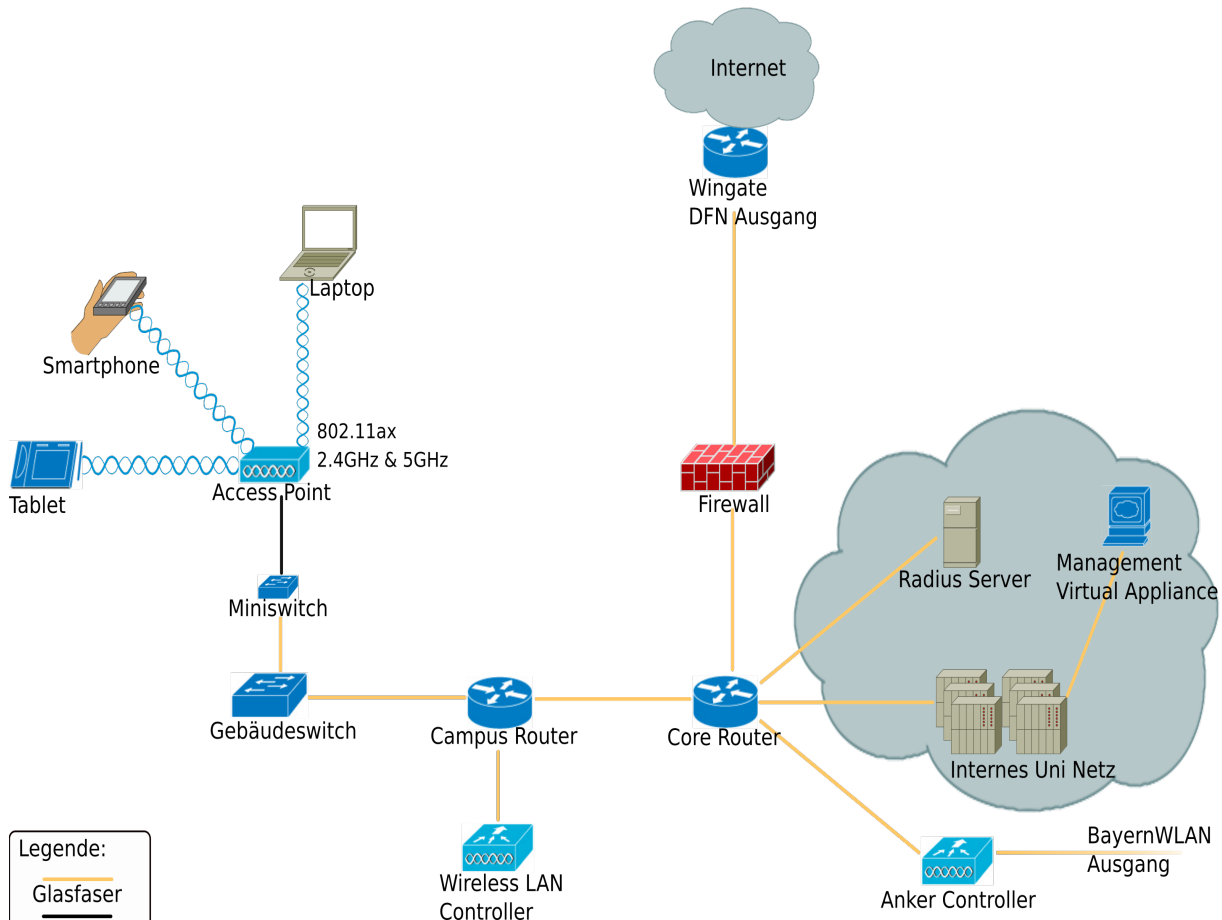 Internet
Wingate
DFN Ausgang
Laptop
Smartphone
802.11ax
2.4GHz & 5GHz
Tablet
Access Point
Firewall
Management
Radius Server
Virtual Appliance
Miniswitch
Gebäudeswitch
Campus Router
Core Router
Internes Uni Netz
BayernWLAN
Ausgang
Legende:
Glasfaser
Wireless LAN
Controller
Anker Controller